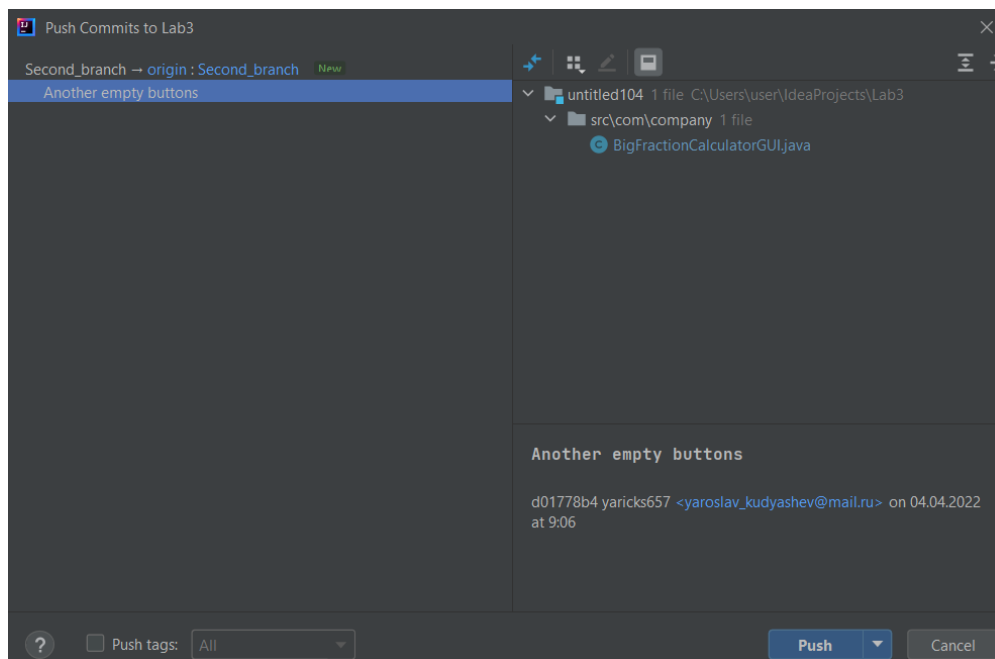 Push Commits to Lab3
Second_branch → origin : Second_branch New
Another empty buttons
untitled104 1 file C:\Users\user\IdeaProjects\Lab3
src\com\company 1 file
BigFractionCalculatorGUI.java
Another empty buttons
d01778b4 yaricks657 <yaroslav_kudyashev@mail.ru> on 04.04.2022
at 9:06
? Push tags: All Push Cancel